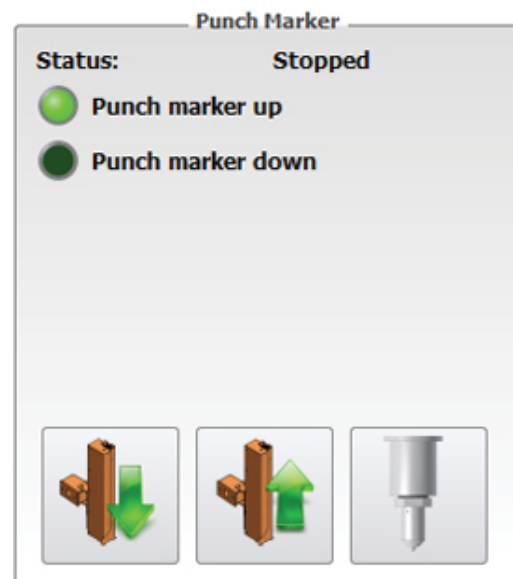 Punch Marker
Status: Stopped
Punch marker up
Punch marker down